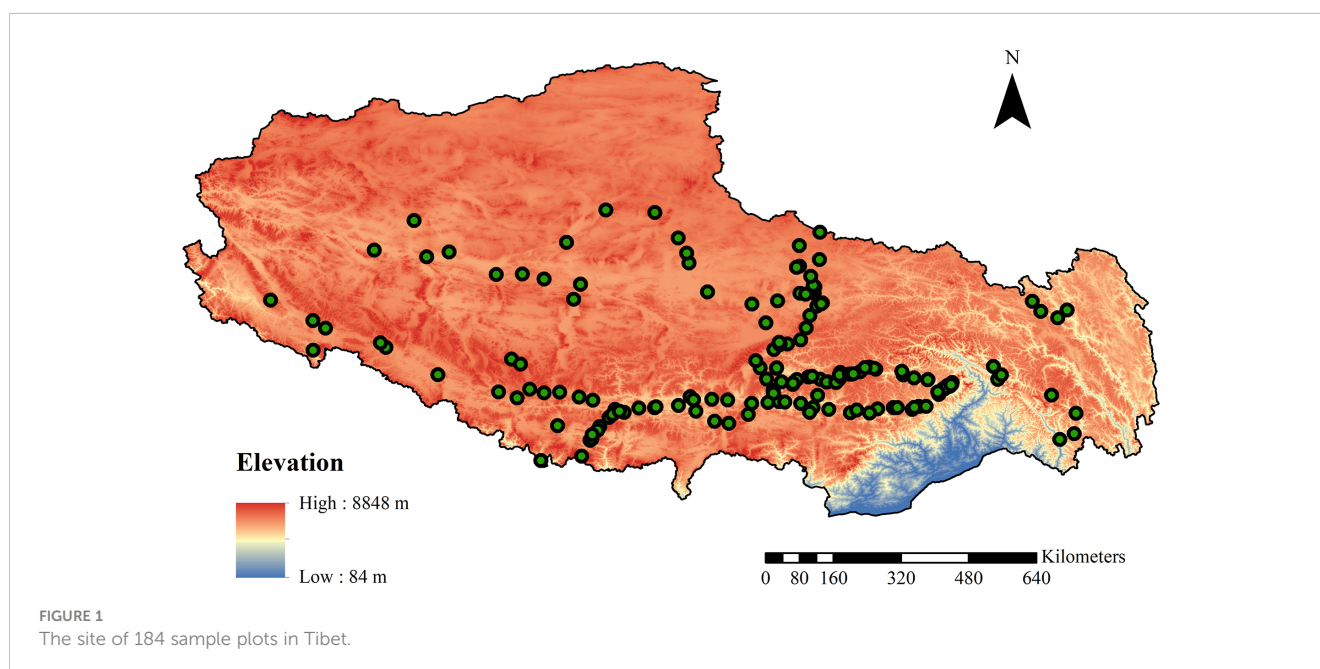 N
Elevation
High : 8848 m
Low : 84 m
Kilometers
0 80 160 320 480 640
FIGURE 1
The site of 184 sample plots in Tibet.